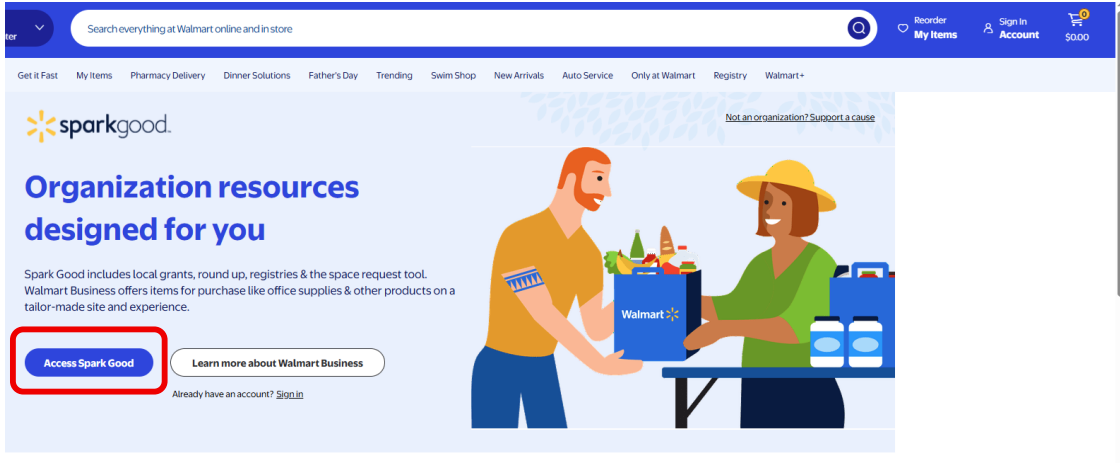 ter
Search everything at Walmart online and in store
Reorder
My Items
Sign In
Account
0
$0.00
Get it Fast My Items Pharmacy Delivery Dinner Solutions Father's Day Trending Swim Shop New Arrivals Auto Service Only at Walmart Registry Walmart+
sparkgood.
Not an organization? Support a cause
Organization resources
designed for you
Spark Good includes local grants, round up, registries & the space request tool.
Walmart Business offers items for purchase like office supplies & other products on a
tailor-made site and experience.
Walmart
Access Spark Good
Learn more about Walmart Business
Already have an account? Sign in